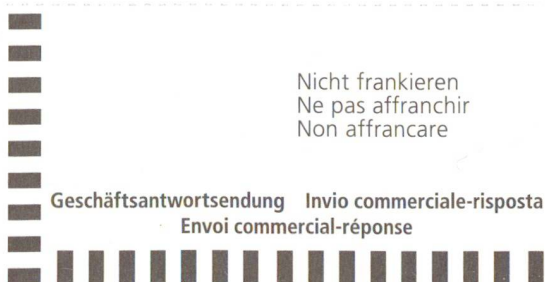 Nicht frankieren
Ne pas affranchir
Non affrancare
Geschäftsantwortsendung Invio commerciale-risposta
Envoi commercial-réponse